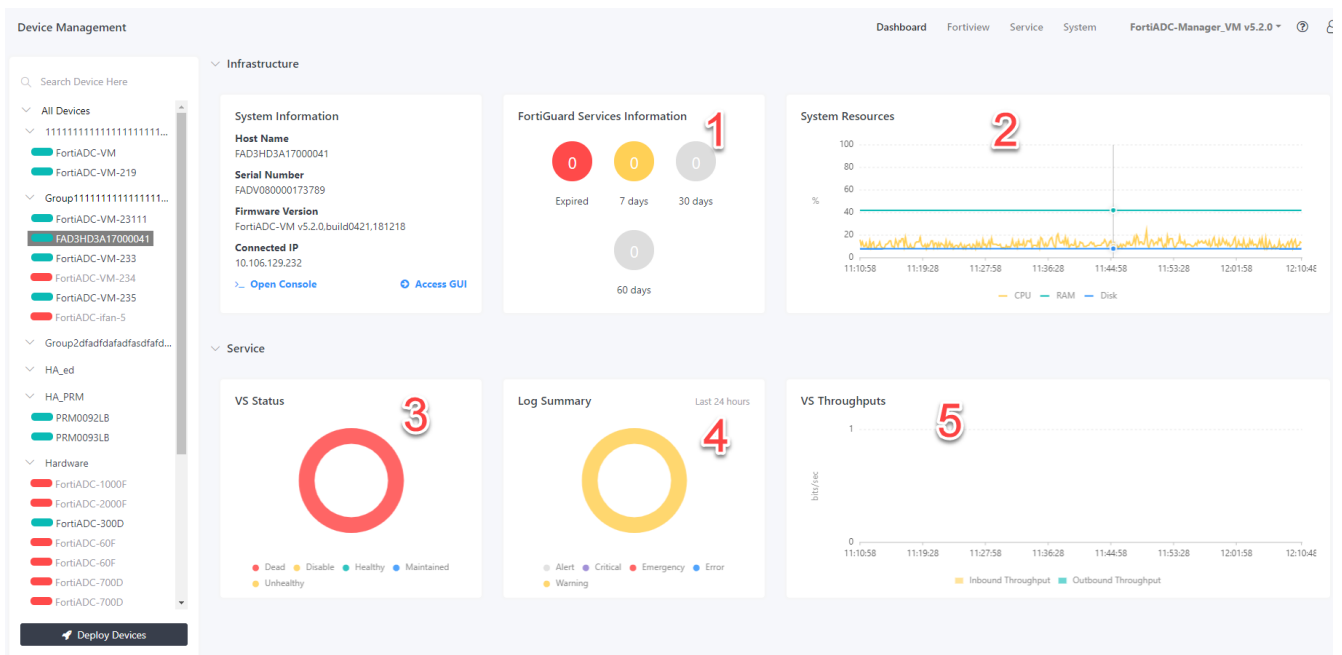 Device Management
Dashboard Fortiview Service System FortiADC-Manager_VM v5.2.0
Search Device Here
All Devices
11111111111111111111...
FortiADC-VM
FortiADC-VM-219
Group1111111111111111...
FortiADC-VM-23111
FAD3HD3A17000041
FortiADC-VM-233
FortiADC-VM-234
FortiADC-VM-235
FortiADC-ifan-5
Group2dfadfdafadfasdfafd...
HA_ed
HA_PRM
PRM0092LB
PRM0093LB
Hardware
FortiADC-1000F
FortiADC-2000F
FortiADC-300D
FortiADC-60F
FortiADC-60F
FortiADC-700D
FortiADC-700D
Deploy Devices
Infrastructure
System Information
Host Name
FAD3HD3A17000041
Serial Number
FADV080000173789
Firmware Version
FortiADC-VM v5.2.0,build0421,181218
Connected IP
10.106.129.232
>_ Open Console Access GUI
FortiGuard Services Information
1
0 0 0
Expired 7 days 30 days
0
60 days
System Resources
2
100
80
60
40
20
0
%
11:10:58 11:19:28 11:27:58 11:36:28 11:44:58 11:53:28 12:01:58 12:10:48
CPU RAM Disk
Service
VS Status
3
Dead Disable Healthy Maintained
Unhealthy
Log Summary Last 24 hours
4
Alert Critical Emergency Error
Warning
VS Throughputs
5
1
bits/sec
0
11:10:58 11:19:28 11:27:58 11:36:28 11:44:58 11:53:28 12:01:58 12:10:48
Inbound Throughput Outbound Throughput